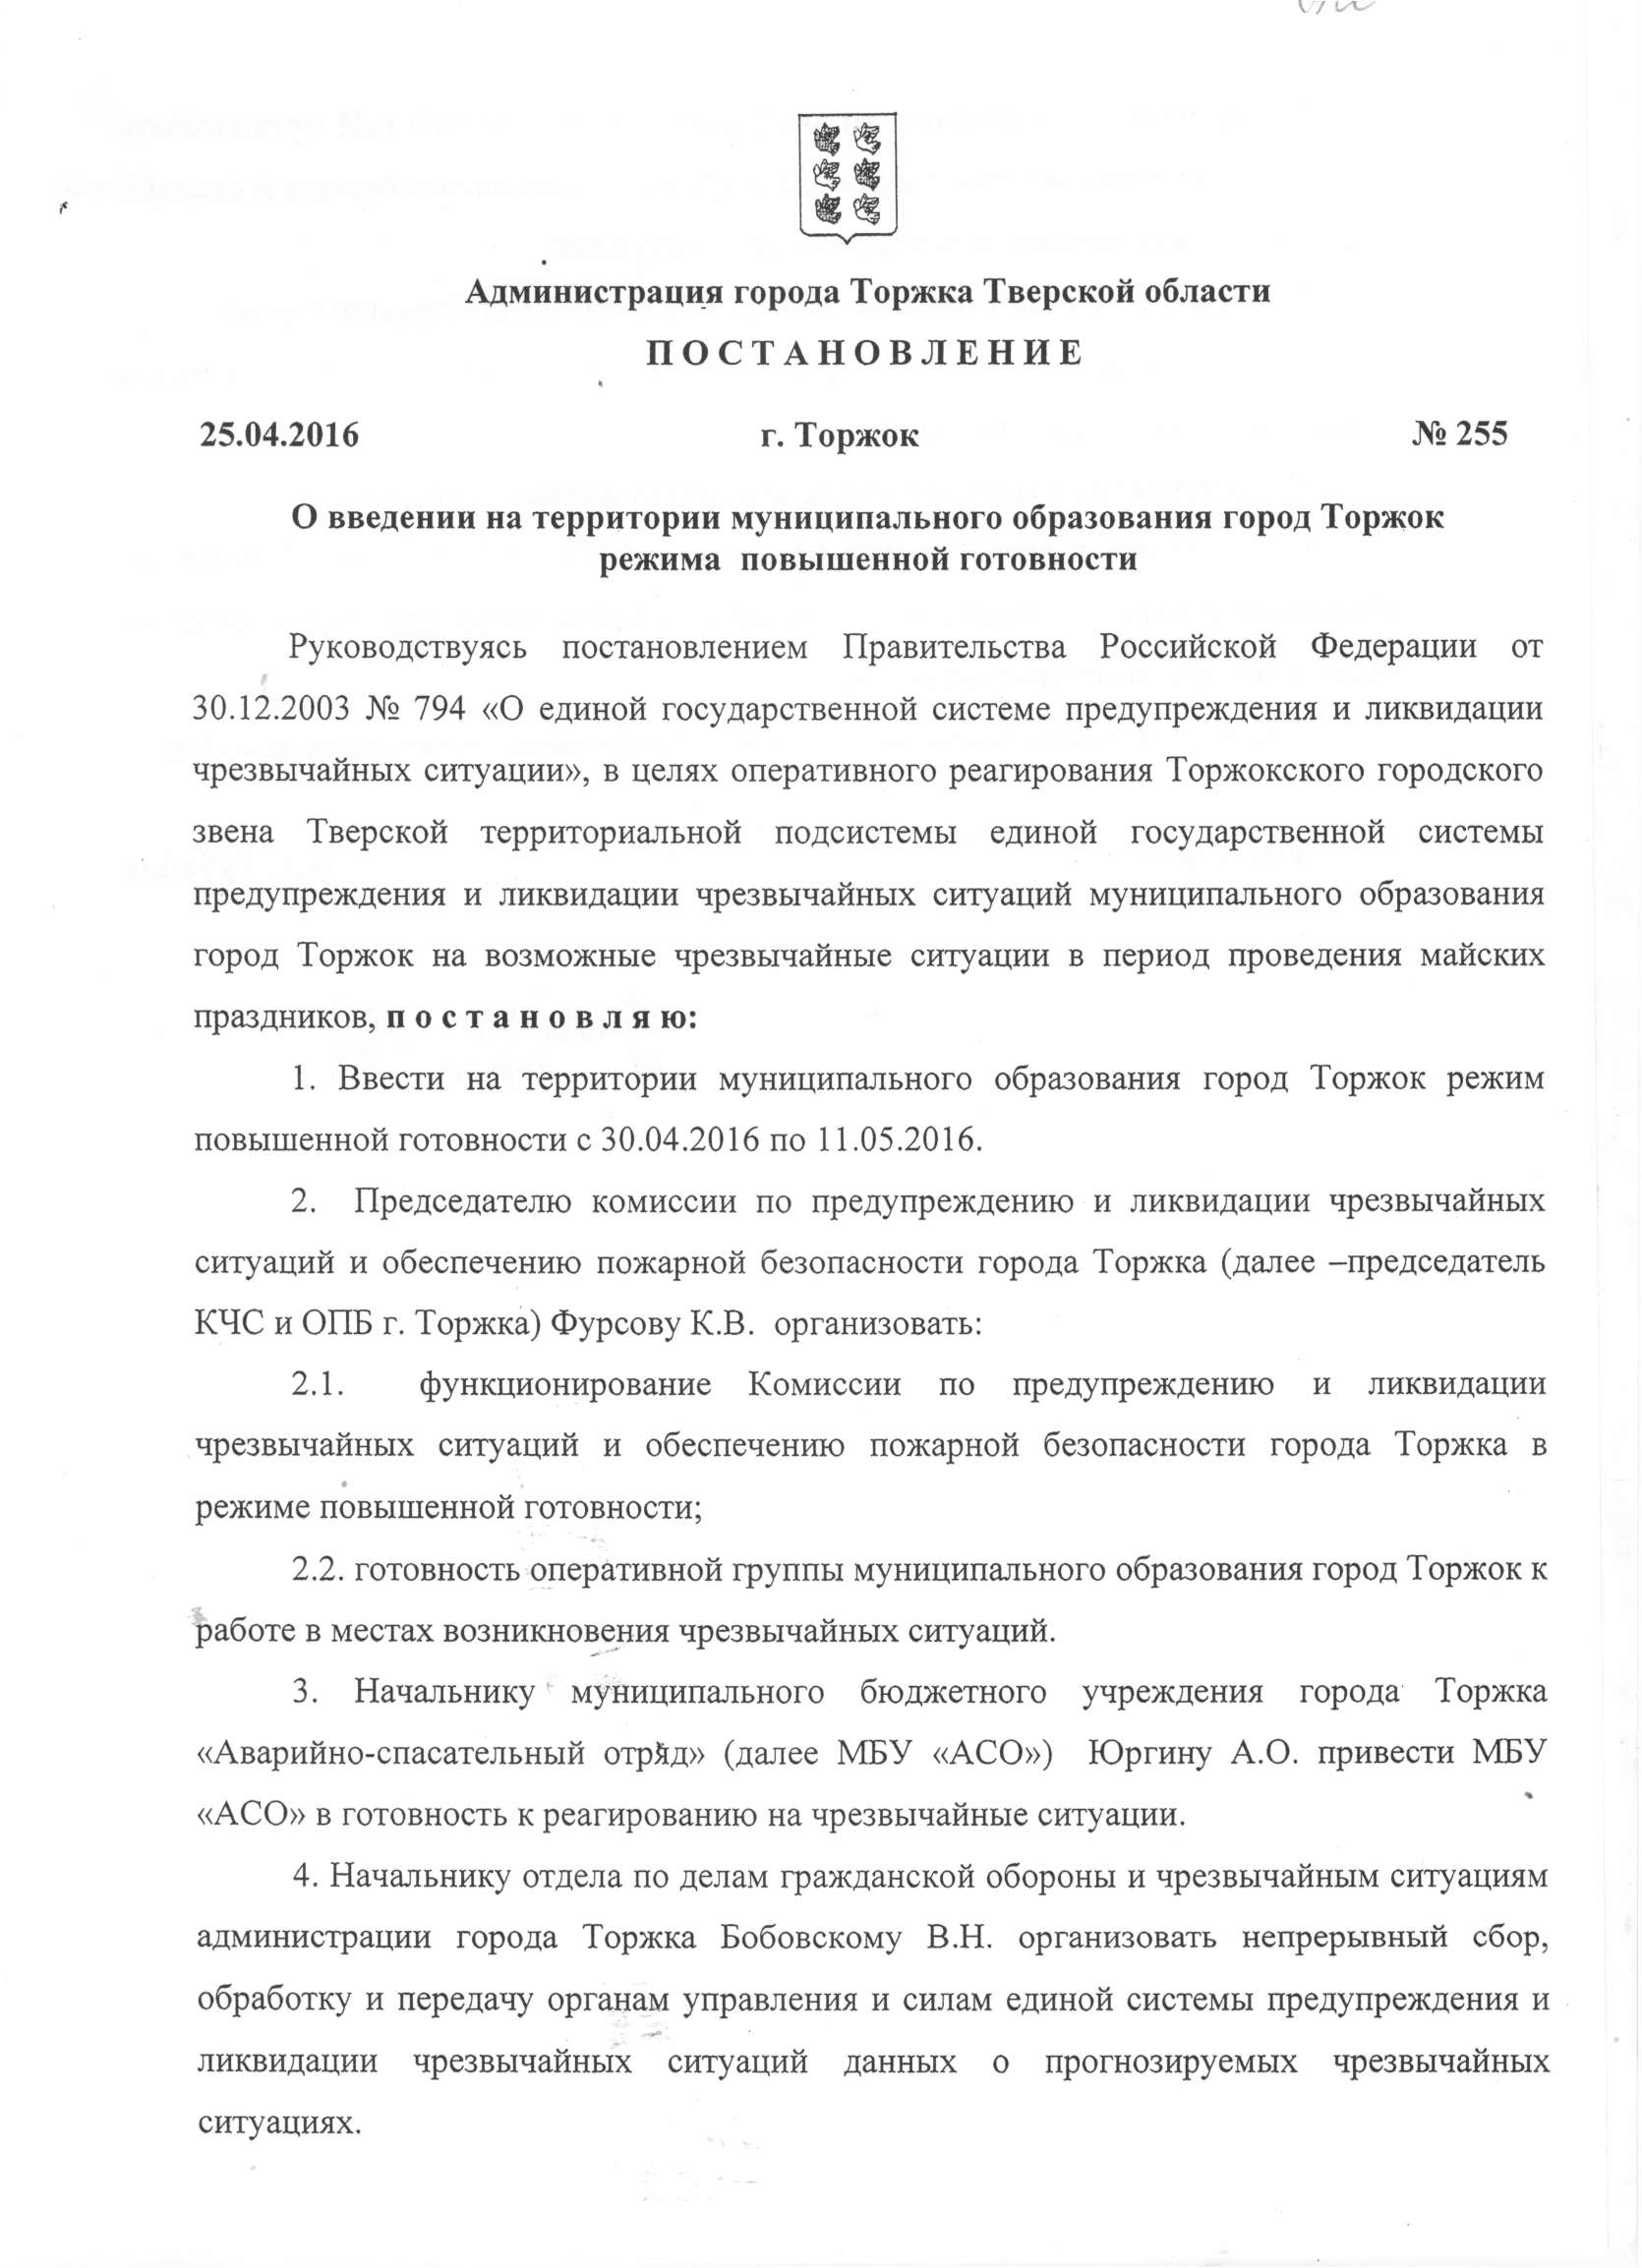 Администрация города Торжка Тверской области
ПОСТАНОВЛЕНИЕ
25.04.2016 г. Торжок № 255
О введении на территории муниципального образования город Торжок
режима повышенной готовности
Руководствуясь постановлением Правительства Российской Федерации от
30.12.2003 № 794 «О единой государственной системе предупреждения и ликвидации
чрезвычайных ситуации», в целях оперативного реагирования Торжокского городского
звена Тверской территориальной подсистемы единой государственной системы
предупреждения и ликвидации чрезвычайных ситуаций муниципального образования
город Торжок на возможные чрезвычайные ситуации в период проведения майских
праздников, постановляю:
1. Ввести на территории муниципального образования город Торжок режим
повышенной готовности с 30.04.2016 по 11.05.2016.
2. Председателю комиссии по предупреждению и ликвидации чрезвычайных
ситуаций и обеспечению пожарной безопасности города Торжка (далее –председатель
КЧС и ОПБ г. Торжка) Фурсову К.В. организовать:
2.1. функционирование Комиссии по предупреждению и ликвидации
чрезвычайных ситуаций и обеспечению пожарной безопасности города Торжка в
режиме повышенной готовности;
2.2. готовность оперативной группы муниципального образования город Торжок к
работе в местах возникновения чрезвычайных ситуаций.
3. Начальнику муниципального бюджетного учреждения города Торжка
«Аварийно-спасательный отряд» (далее МБУ «АСО») Юргину А.О. привести МБУ
«АСО» в готовность к реагированию на чрезвычайные ситуации.
4. Начальнику отдела по делам гражданской обороны и чрезвычайным ситуациям
администрации города Торжка Бобовскому В.Н. организовать непрерывный сбор,
обработку и передачу органам управления и силам единой системы предупреждения и
ликвидации чрезвычайных ситуаций данных о прогнозируемых чрезвычайных
ситуациях.